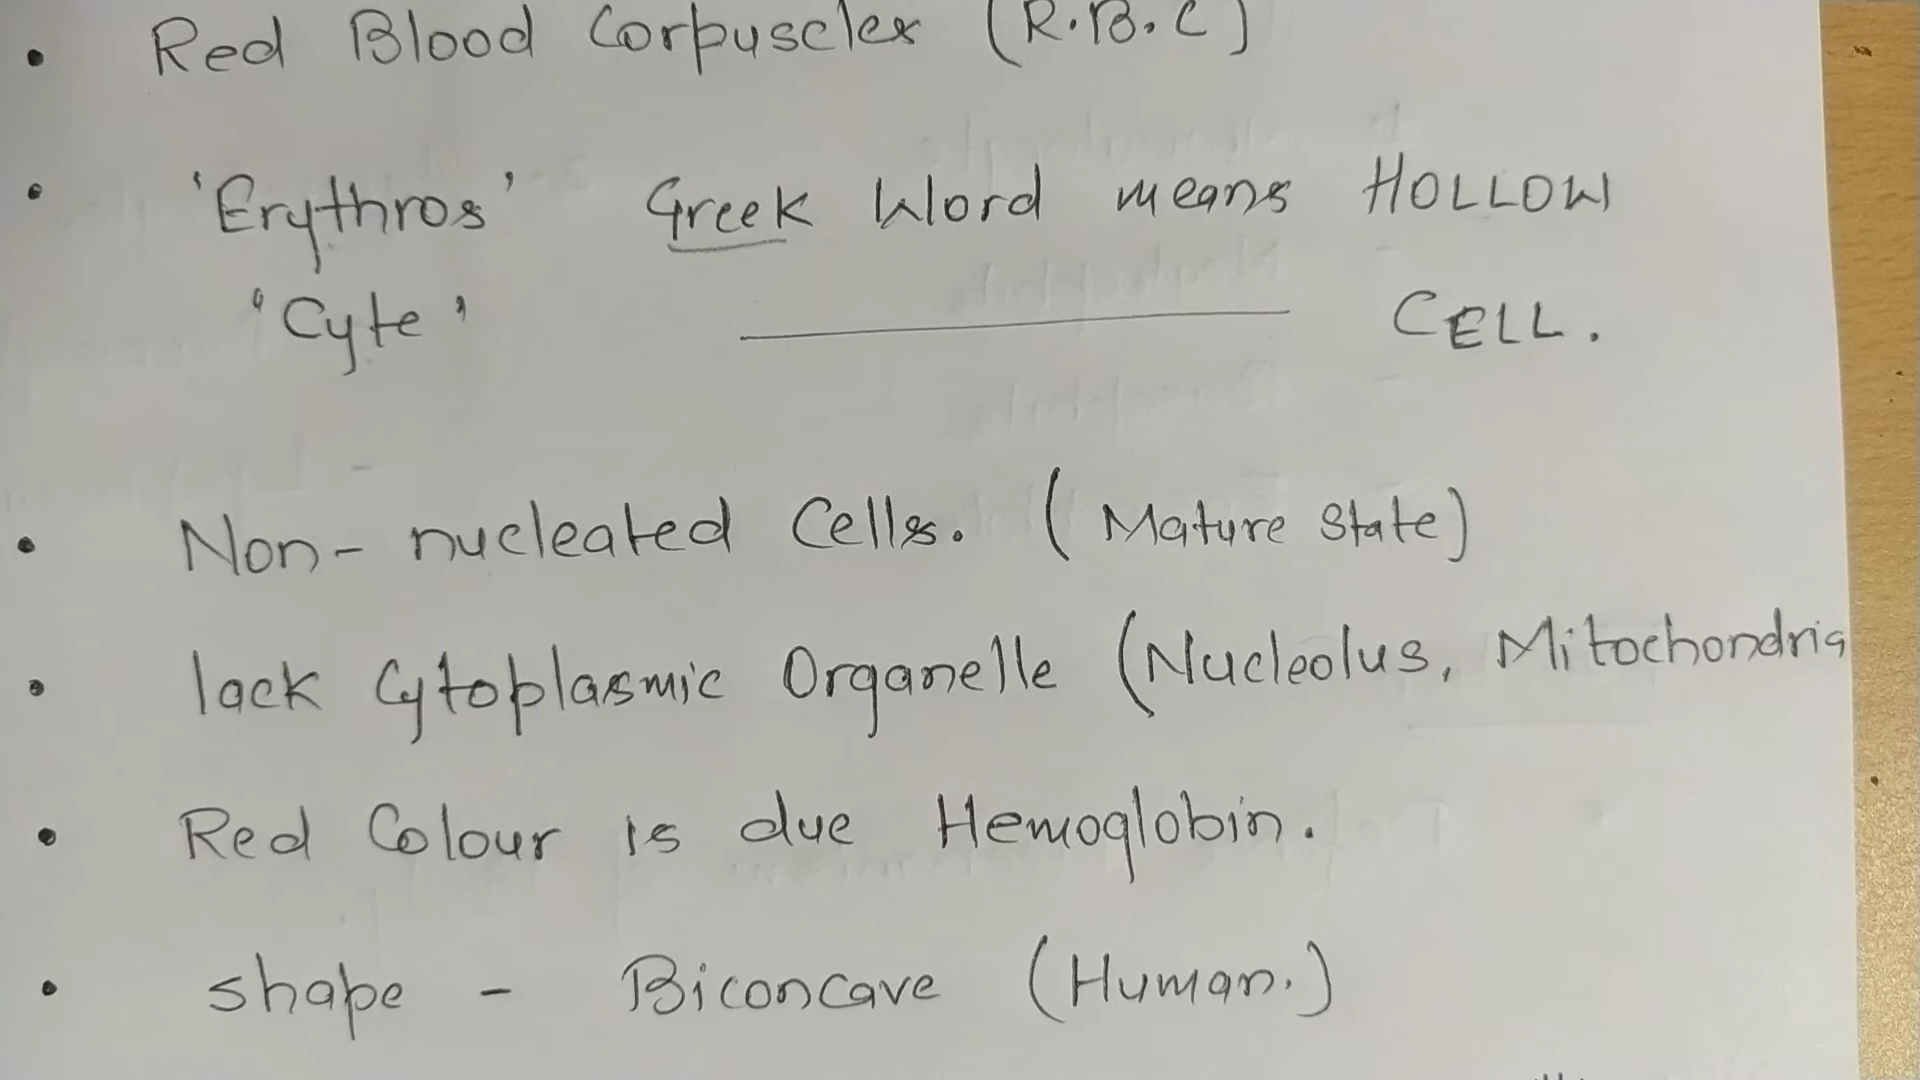 • Red Blood Corpuscles (R.B.C)
• 'Erythros' Greek Word means HOLLOW
'Cyte' ———— CELL.
• Non-nucleated Cells. (Mature State)
• lack Cytoplasmic Organelle (Nucleolus, Mitochondria
• Red Colour is due Hemoglobin.
• shape - Biconcave (Human.)